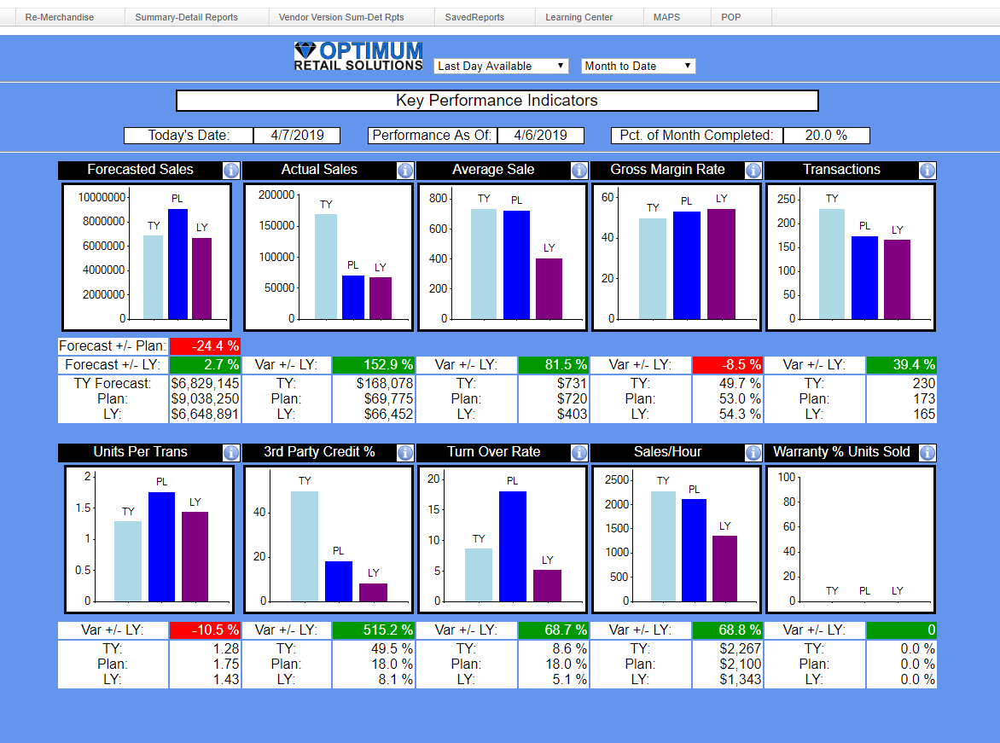 Re-Merchandise Summary-Detail Reports Vendor Version Sum-Det Rpts SavedReports Learning Center MAPS POP
OPTIMUM
RETAIL SOLUTIONS
Last Day Available Month to Date
Key Performance Indicators
Today's Date: 4/7/2019 Performance As Of: 4/6/2019 Pct. of Month Completed: 20.0 %
Forecasted Sales
10000000
8000000
6000000
4000000
2000000
0
TY PL LY
Actual Sales
200000
150000
100000
50000
0
TY PL LY
Average Sale
800
600
400
200
0
TY PL LY
Gross Margin Rate
60
40
20
0
TY PL LY
Transactions
250
200
150
100
50
0
TY PL LY
Forecast +/- Plan: -24.4 %
Forecast +/- LY: 2.7 % Var +/- LY: 152.9 % Var +/- LY: 81.5 % Var +/- LY: -8.5 % Var +/- LY: 39.4 %
TY Forecast: $6,829,145 TY: $168,078 TY: $731 TY: 49.7 % TY: 230
Plan: $9,038,250 Plan: $69,775 Plan: $720 Plan: 53.0 % Plan: 173
LY: $6,648,891 LY: $66,452 LY: $403 LY: 54.3 % LY: 165
Units Per Trans
2
1.5
1
0.5
0
TY PL LY
3rd Party Credit %
40
20
0
TY PL LY
Turn Over Rate
20
15
10
5
0
TY PL LY
Sales/Hour
2500
2000
1500
1000
500
0
TY PL LY
Warranty % Units Sold
100
80
60
40
20
0
TY PL LY
Var +/- LY: -10.5 % Var +/- LY: 515.2 % Var +/- LY: 68.7 % Var +/- LY: 68.8 % Var +/- LY: 0
TY: 1.28 TY: 49.5 % TY: 8.6 % TY: $2,267 TY: 0.0 %
Plan: 1.75 Plan: 18.0 % Plan: 18.0 % Plan: $2,100 Plan: 0.0 %
LY: 1.43 LY: 8.1 % LY: 5.1 % LY: $1,343 LY: 0.0 %